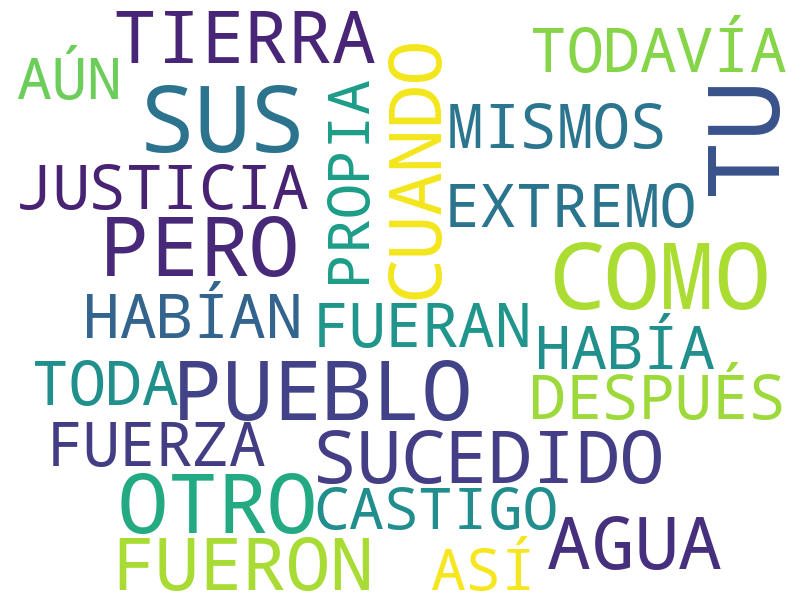 TIERRA
TODAVÍA
AÚN
SUS
PROPIA
CUANDO
MISMOS
TU
JUSTICIA
EXTREMO
PERO
COMO
HABÍAN
FUERAN
HABÍA
TODA
PUEBLO
DESPUÉS
FUERZA
SUCEDIDO
OTRO
CASTIGO
AGUA
FUERON
ASÍ